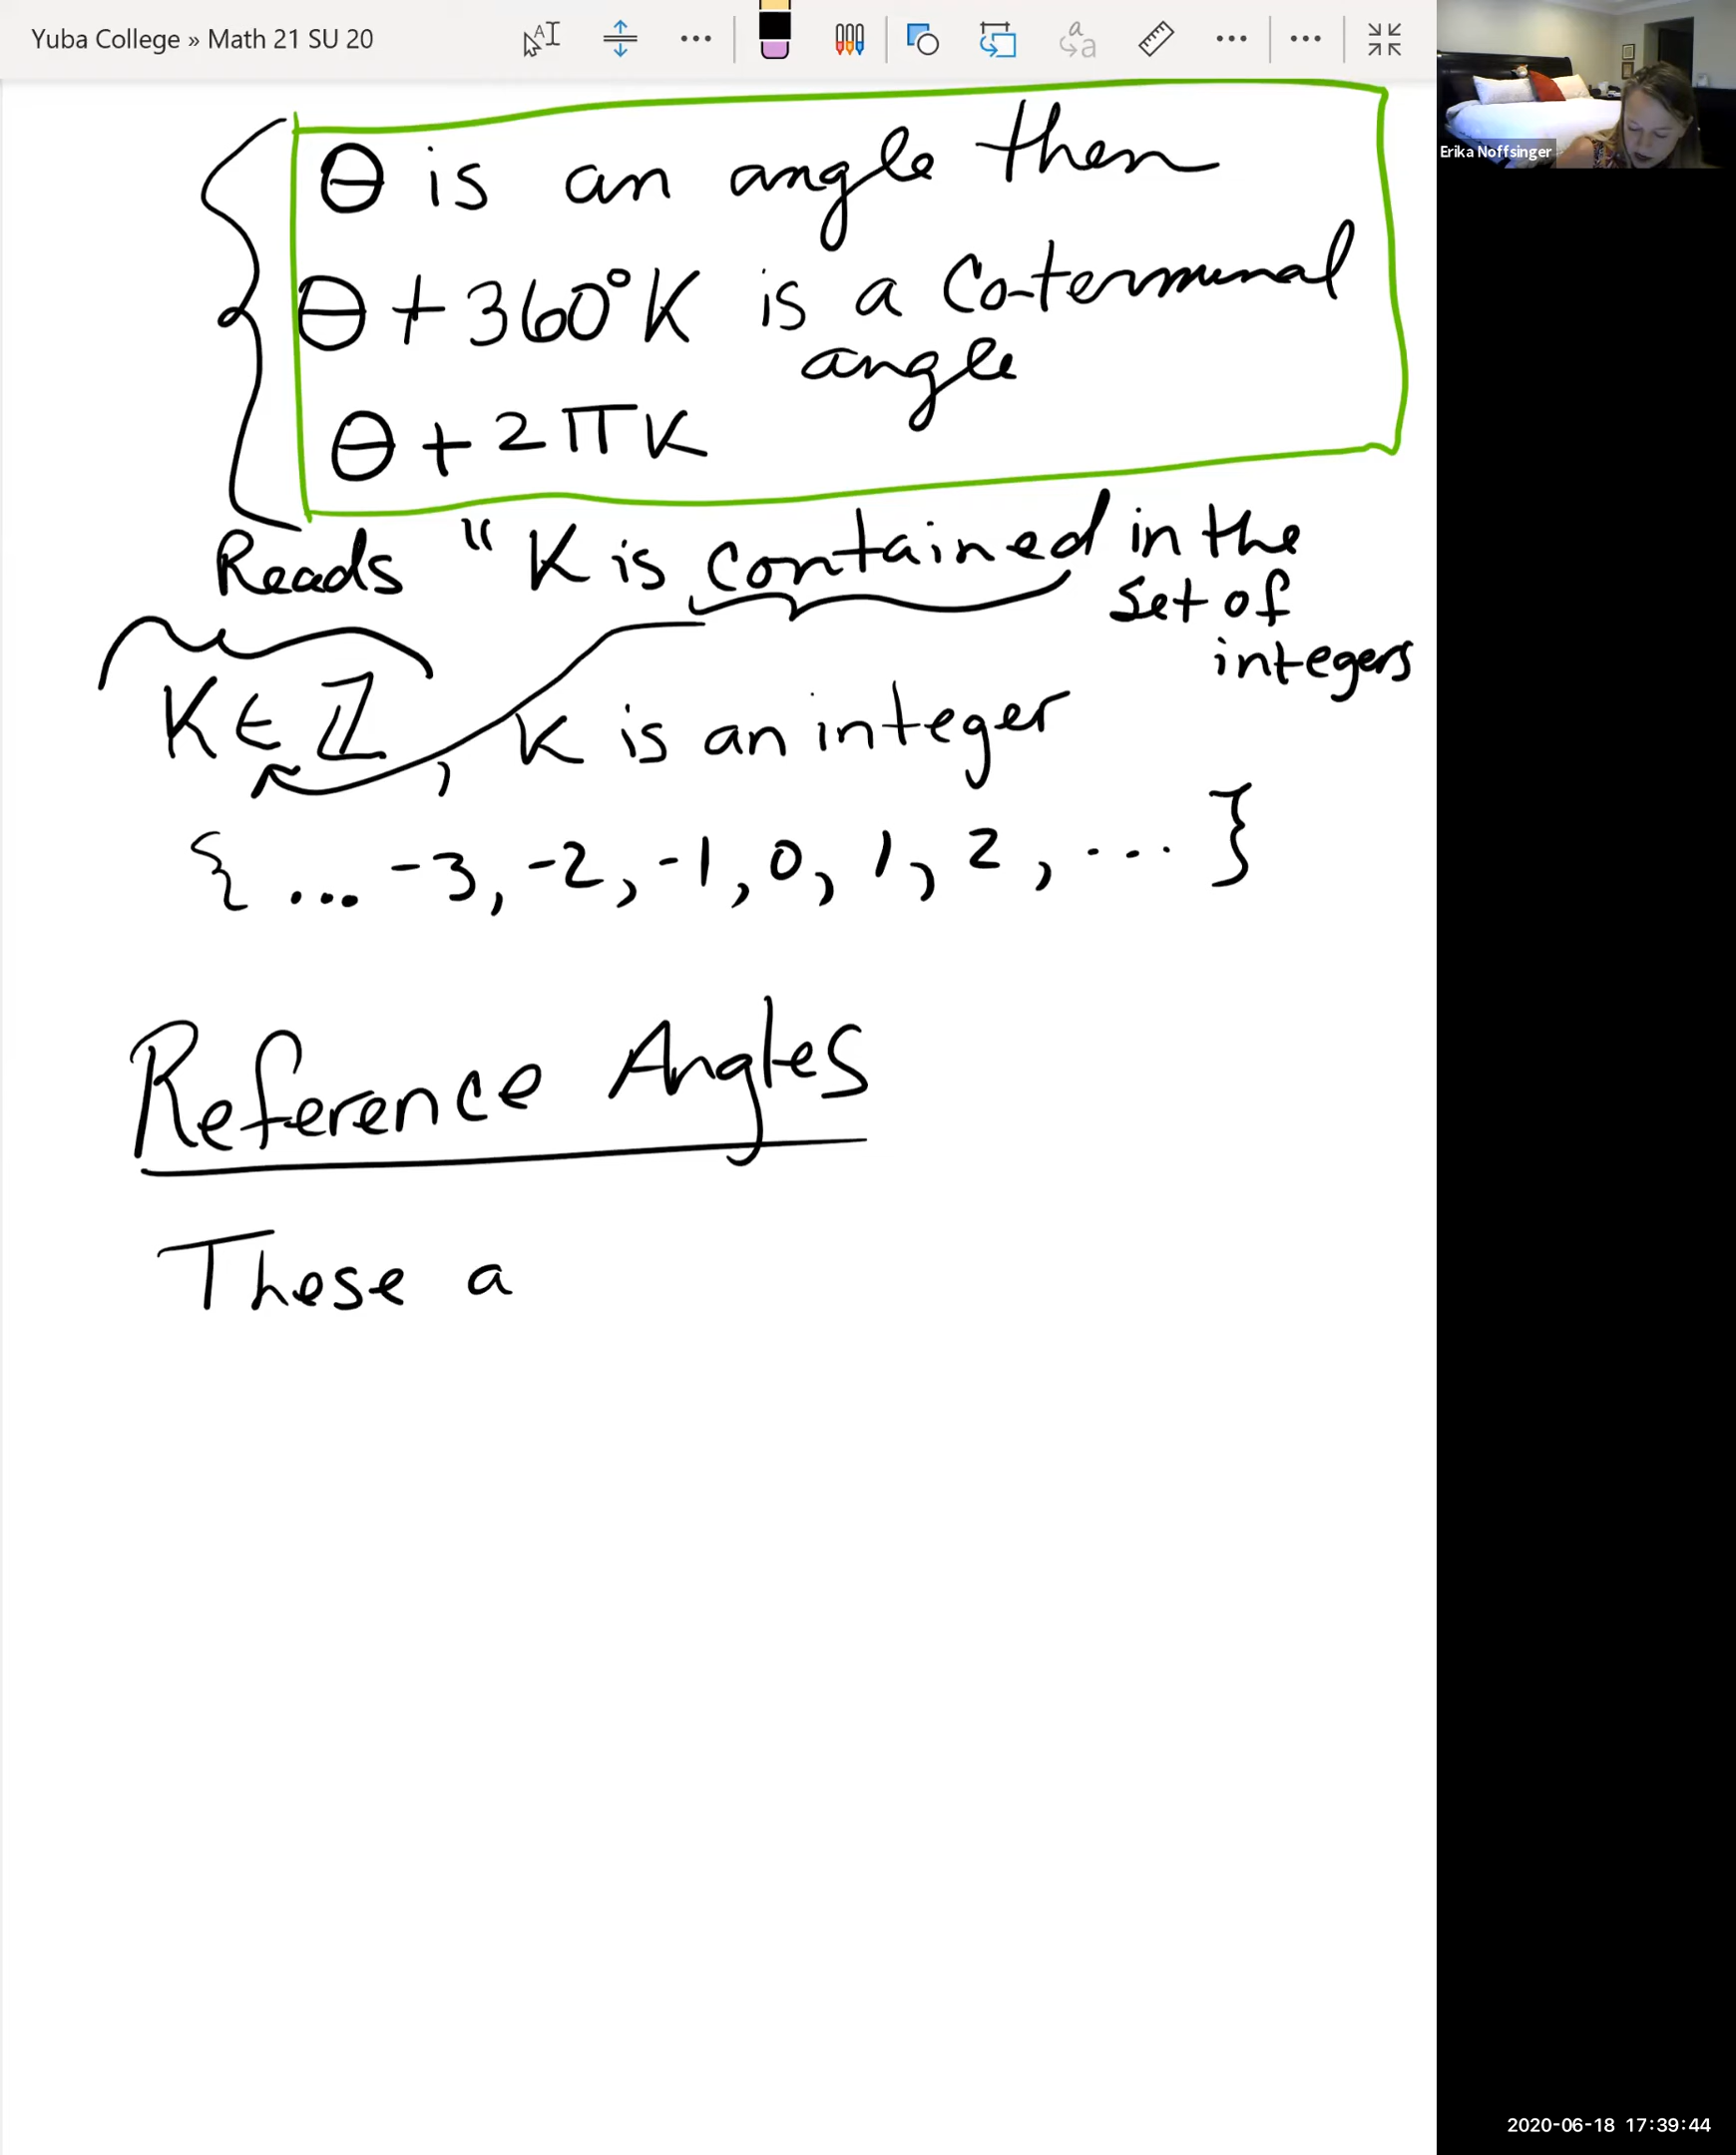 Yuba College » Math 21 SU 20
Erika Noffsinger
θ is an angle then
θ + 360°K is a co-terminal
angle
θ + 2πK
Reads "K is contained in the
set of
integers
K ∈ ℤ, K is an integer
{ ... -3, -2, -1, 0, 1, 2, ... }
Reference Angles
These a
2020-06-18 17:39:44